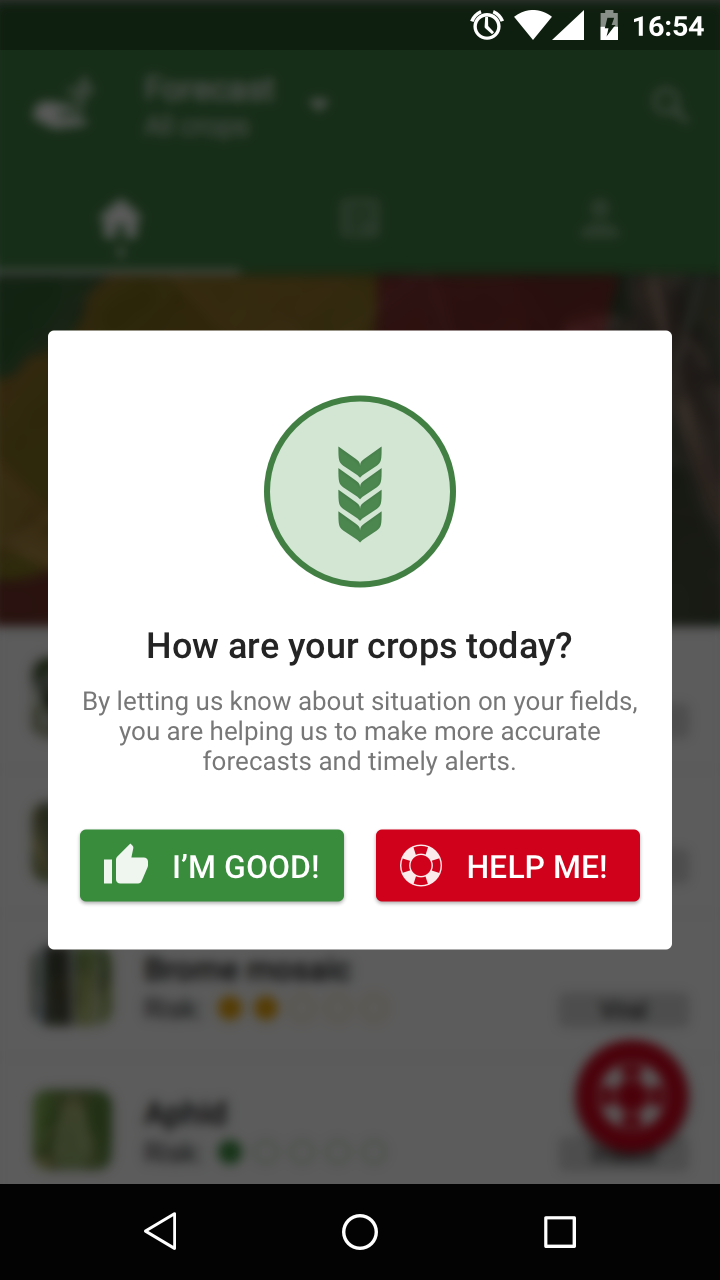 16:54
Forecast
All crops
How are your crops today?
By letting us know about situation on your fields,
you are helping us to make more accurate
forecasts and timely alerts.
I’M GOOD!
HELP ME!
Brome mosaic
Risk:
Viral
Aphid
Risk: